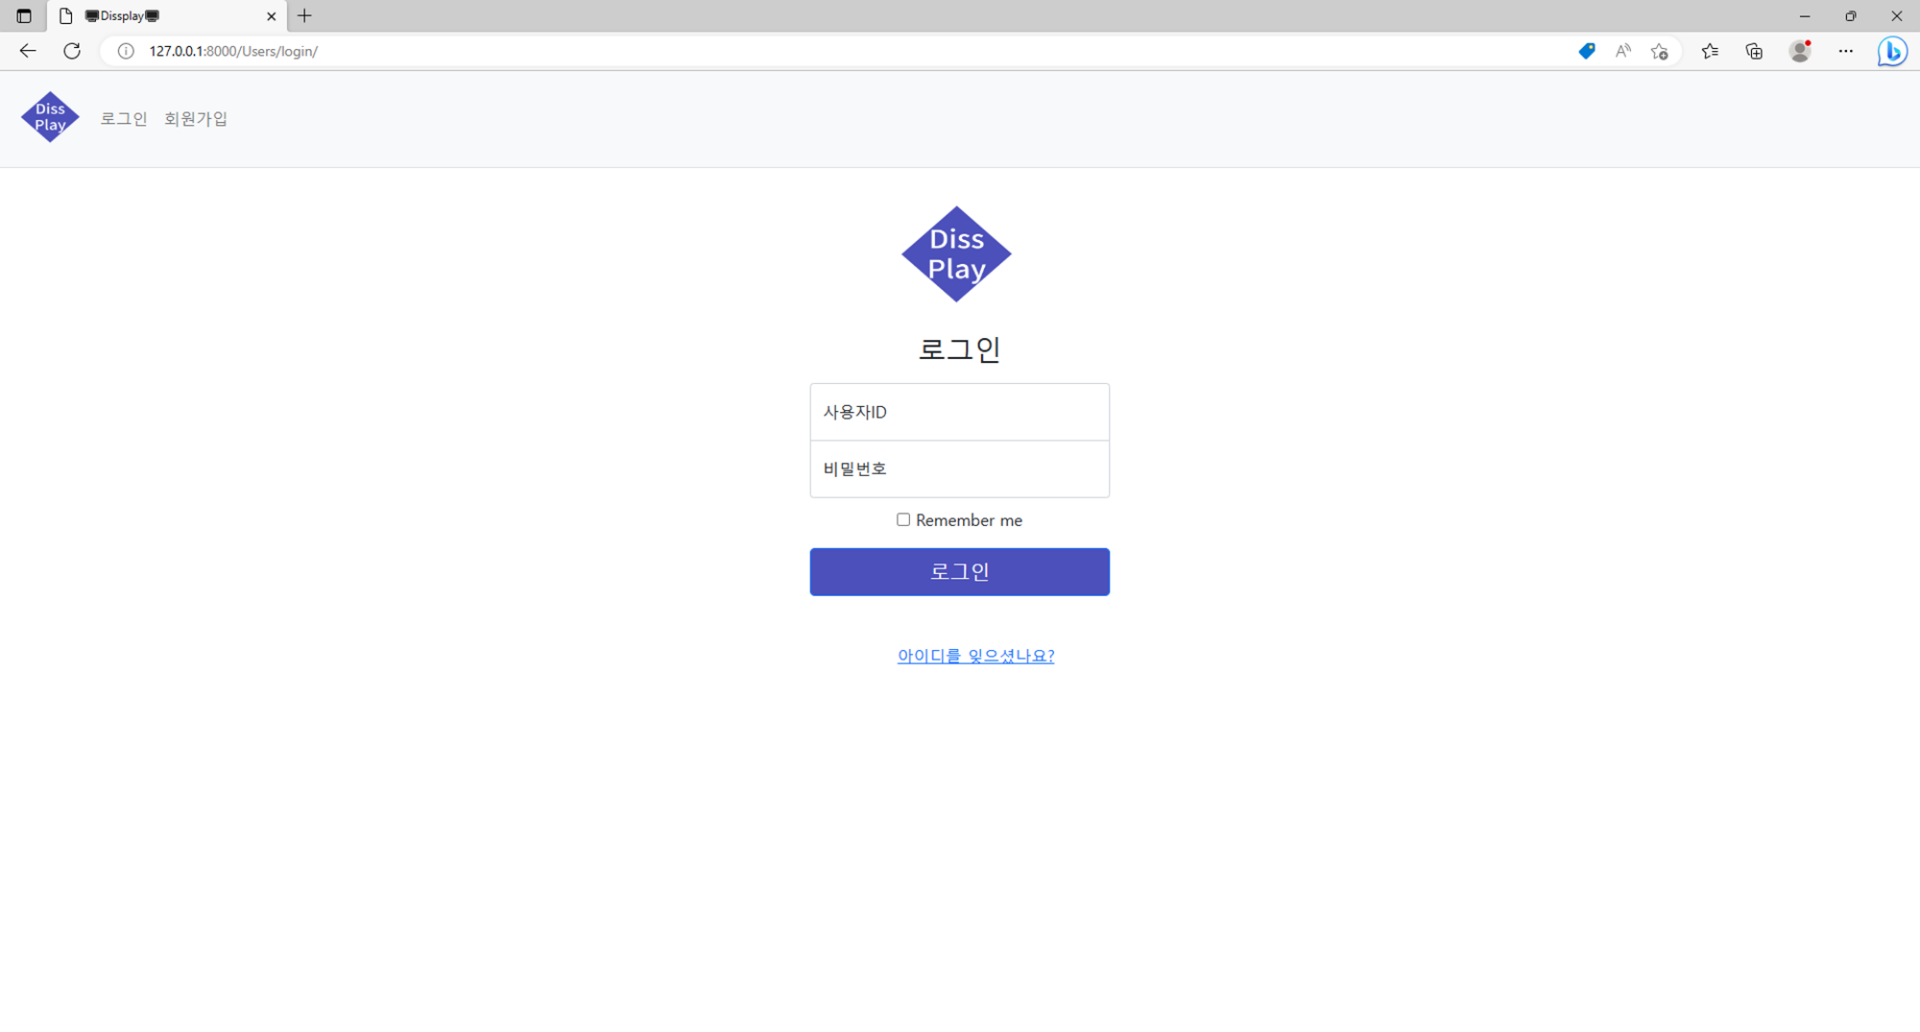 Dissplay
127.0.0.1:8000/Users/login/
Diss
Play
로그인 회원가입
Diss
Play
로그인
사용자ID
비밀번호
Remember me
로그인
아이디를 잊으셨나요?